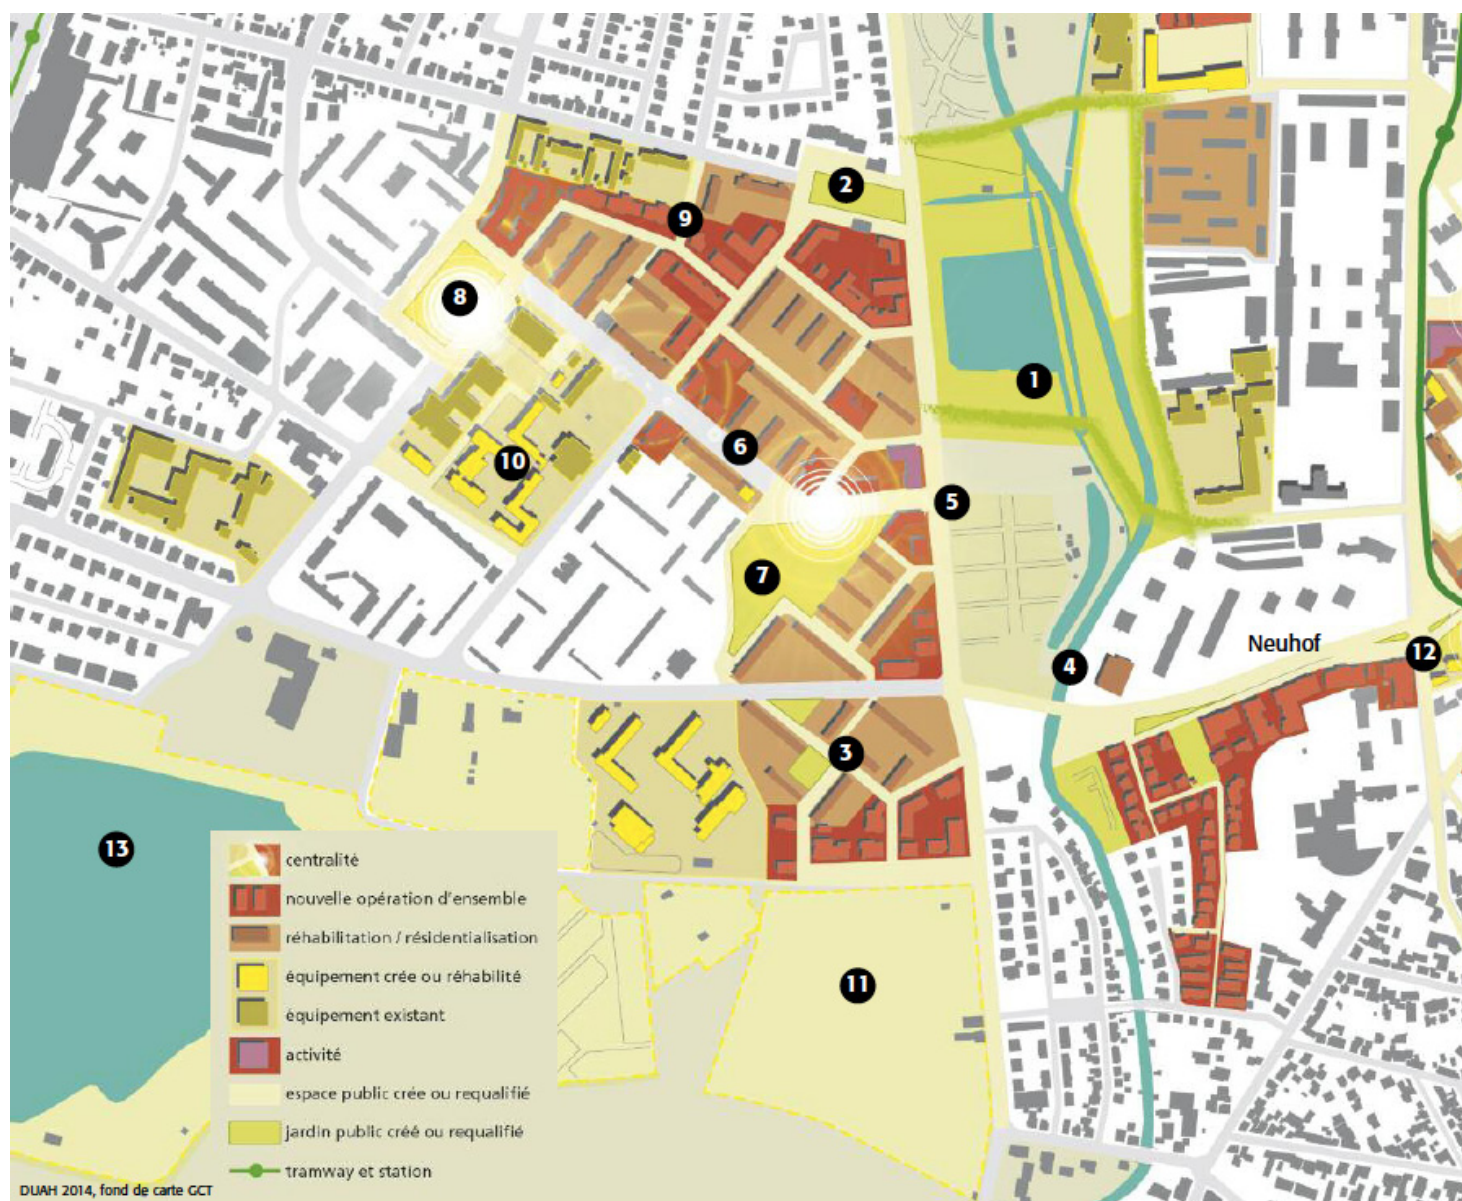 2
9
8
1
6
10
5
7
Neuhof
12
4
3
13
centralité
nouvelle opération d'ensemble
11
réhabilitation / résidentialisation
équipement crée ou réhabilité
équipement existant
activité
espace public crée ou requalifié
jardin public créé ou requalifié
tramway et station
DUAH 2014, fond de carte GCT